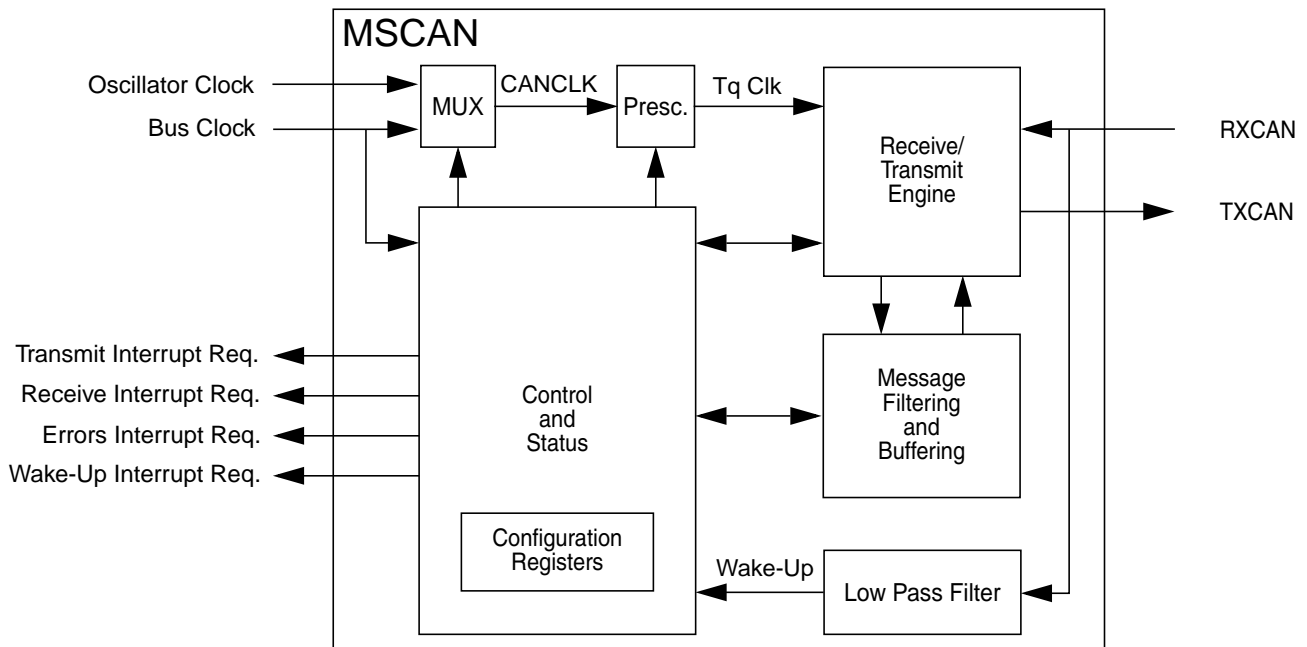 MSCAN
Oscillator Clock
MUX
CANCLK
Presc.
Tq Clk
Bus Clock
Receive/
Transmit
Engine
RXCAN
TXCAN
Transmit Interrupt Req.
Receive Interrupt Req.
Errors Interrupt Req.
Wake-Up Interrupt Req.
Control
and
Status
Message
Filtering
and
Buffering
Configuration
Registers
Wake-Up
Low Pass Filter